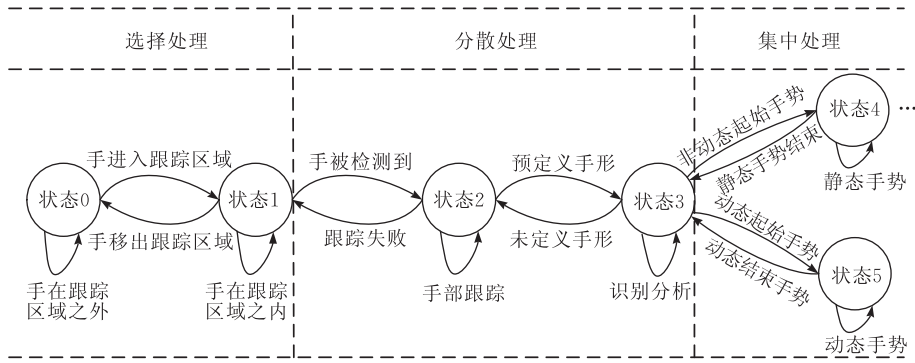 选择处理
分散处理
集中处理
状态0
手进入跟踪区域
手移出跟踪区域
手在跟踪
区域之外
状态1
手在跟踪
区域之内
手被检测到
跟踪失败
状态2
手部跟踪
预定义手形
未定义手形
状态3
识别分析
非动态起始手势
静态手势结束
状态4
…
静态手势
动态起始手势
动态结束手势
状态5
动态手势